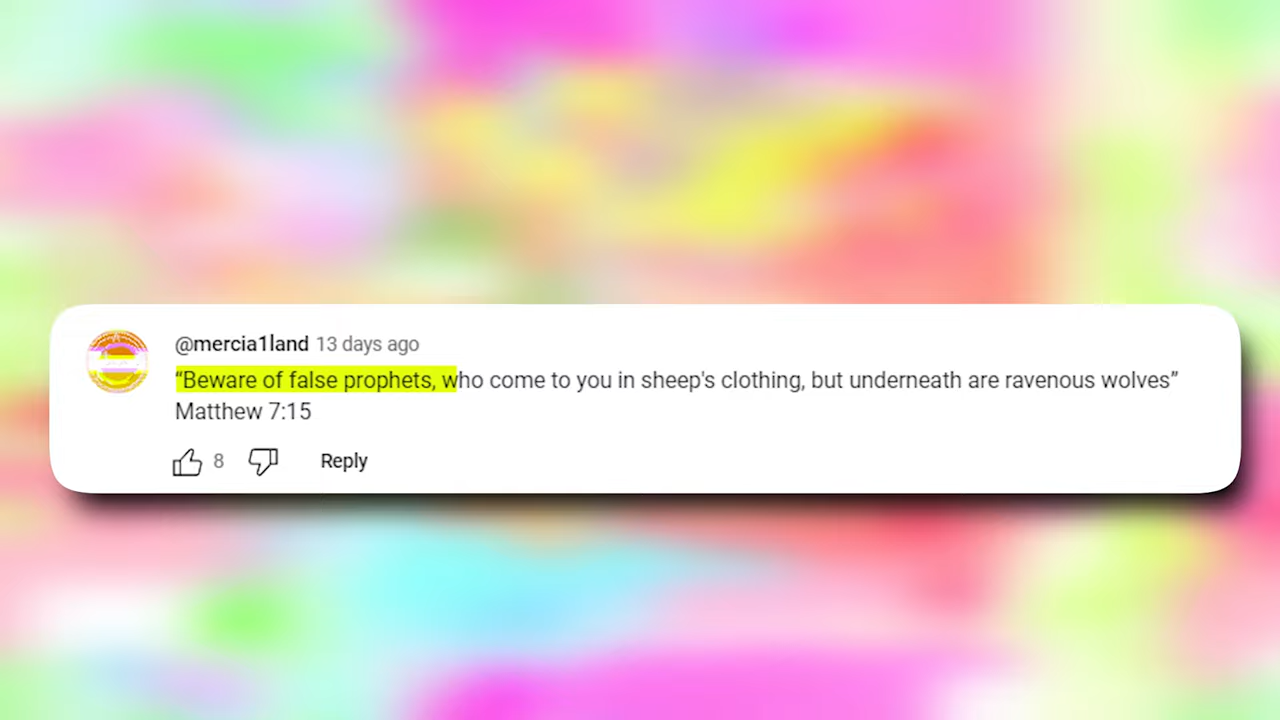 @mercia1land 13 days ago
“Beware of false prophets, who come to you in sheep's clothing, but underneath are ravenous wolves”
Matthew 7:15
8 Reply